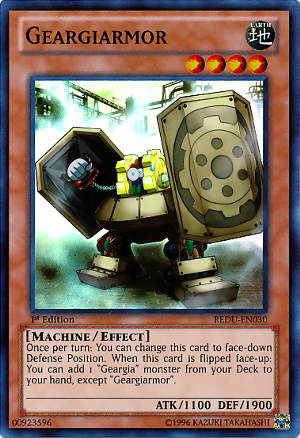 GEARGIARMOR
EARTH
地
1st Edition
REDU-EN030
[MACHINE / EFFECT]
Once per turn: You can change this card to face-down
Defense Position. When this card is flipped face-up:
You can add 1 "Geargia" monster from your Deck to
your hand, except "Geargiarmor".
ATK/1100 DEF/1900
00923596
©1996 KAZUKI TAKAHASHI